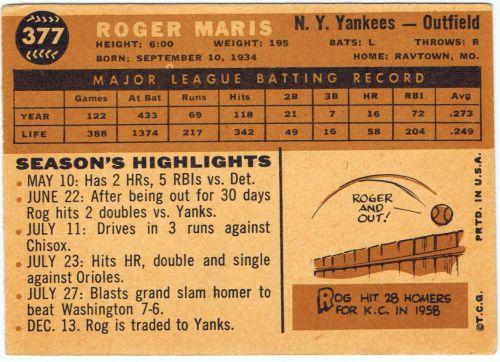 377
ROGER MARIS
N. Y. Yankees — Outfield
HEIGHT: 6:00 WEIGHT: 195 BATS: L THROWS: R
BORN: SEPTEMBER 10, 1934 HOME: RAYTOWN, MO.
MAJOR LEAGUE BATTING RECORD
Games At Bat Runs Hits 2B 3B HR RBI Av.
YEAR 122 433 69 118 21 7 16 72 .273
LIFE 388 1374 217 342 49 16 58 204 .249
SEASON'S HIGHLIGHTS
• MAY 10: Has 2 HRs, 5 RBIs vs. Det.
• JUNE 22: After being out for 30 days
Rog hits 2 doubles vs. Yanks.
• JULY 11: Drives in 3 runs against
Chisox.
• JULY 23: Hits HR, double and single
against Orioles.
• JULY 27: Blasts grand slam homer to
beat Washington 7-6.
• DEC. 13. Rog is traded to Yanks.
ROGER
AND
OUT!
ROG HIT 28 HOMERS
FOR K.C. IN 1958
©T.C.G. PRTD. IN U.S.A.